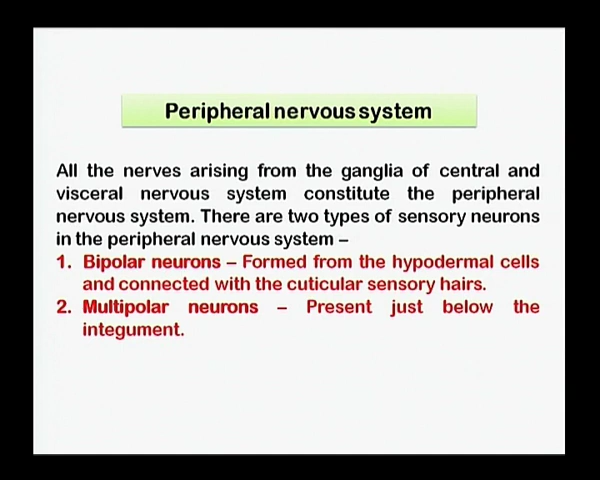 Peripheral nervous system
All the nerves arising from the ganglia of central and
visceral nervous system constitute the peripheral
nervous system. There are two types of sensory neurons
in the peripheral nervous system –
1. Bipolar neurons – Formed from the hypodermal cells
and connected with the cuticular sensory hairs.
2. Multipolar neurons – Present just below the
integument.